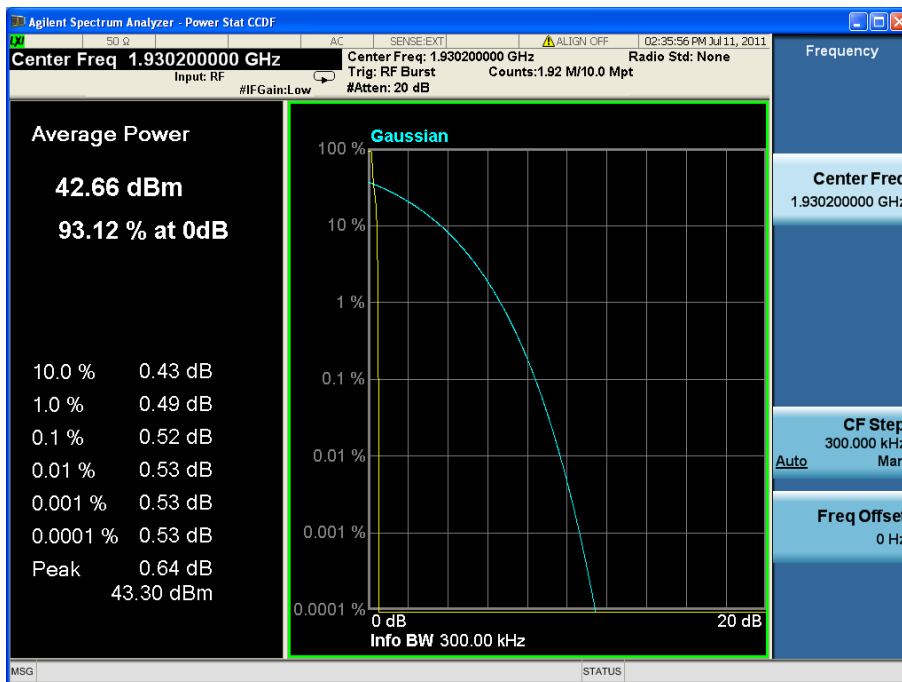 Agilent Spectrum Analyzer - Power Stat CCDF
LXI 50 Ω AC SENSE:EXT ALIGN OFF 02:35:56 PM Jul 11, 2011
Center Freq 1.930200000 GHz
Input: RF
#IFGain:Low
Center Freq: 1.930200000 GHz Radio Std: None
Trig: RF Burst Counts:1.92 M/10.0 Mpt
#Atten: 20 dB
Average Power
42.66 dBm
93.12 % at 0dB
10.0 % 0.43 dB
1.0 % 0.49 dB
0.1 % 0.52 dB
0.01 % 0.53 dB
0.001 % 0.53 dB
0.0001 % 0.53 dB
Peak 0.64 dB
43.30 dBm
Gaussian
100 %
10 %
1 %
0.1 %
0.01 %
0.001 %
0.0001 %
0 dB 20 dB
Info BW 300.00 kHz
Frequency
Center Freq
1.930200000 GHz
CF Step
300.000 kHz
Auto Man
Freq Offset
0 Hz
MSG STATUS